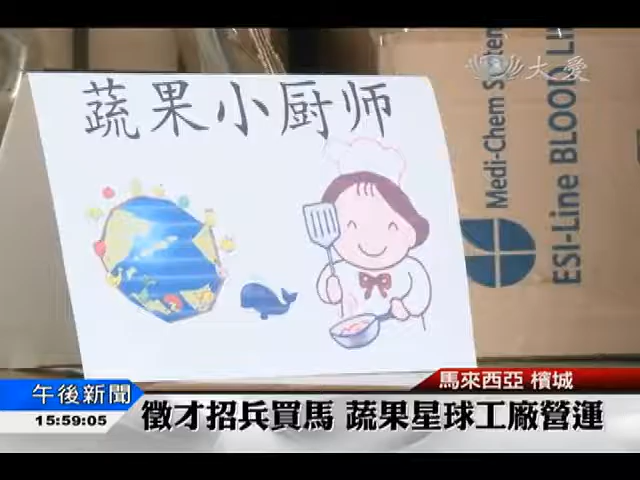 大愛
蔬果小厨师
Medi-Chem Systems
ESI-Line BLOOD LI
馬來西亞 檳城
午後新聞
15:59:05
徵才招兵買馬 蔬果星球工廠營運